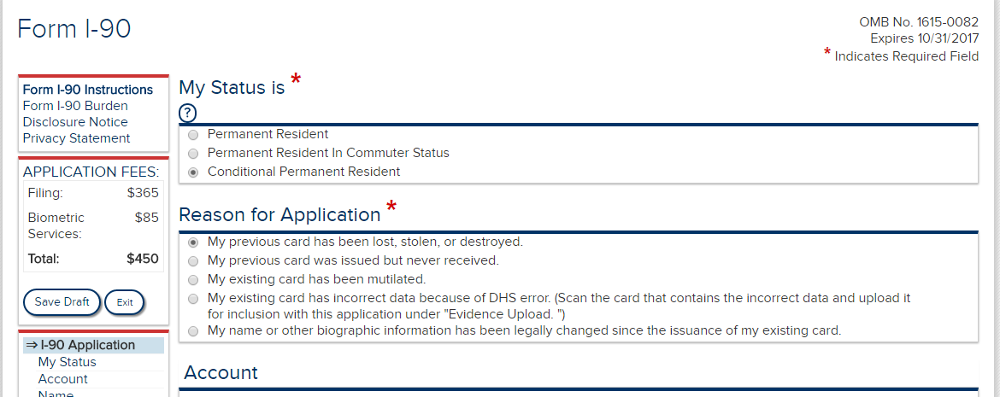 Form I-90
OMB No. 1615-0082
Expires 10/31/2017
* Indicates Required Field
Form I-90 Instructions
Form I-90 Burden
Disclosure Notice
Privacy Statement
APPLICATION FEES:
Filing: $365
Biometric $85
Services:
Total: $450
Save Draft Exit
⇒ I-90 Application
My Status
Account
Name
My Status is *
?
Permanent Resident
Permanent Resident In Commuter Status
Conditional Permanent Resident
Reason for Application *
My previous card has been lost, stolen, or destroyed.
My previous card was issued but never received.
My existing card has been mutilated.
My existing card has incorrect data because of DHS error. (Scan the card that contains the incorrect data and upload it
for inclusion with this application under "Evidence Upload. ")
My name or other biographic information has been legally changed since the issuance of my existing card.
Account